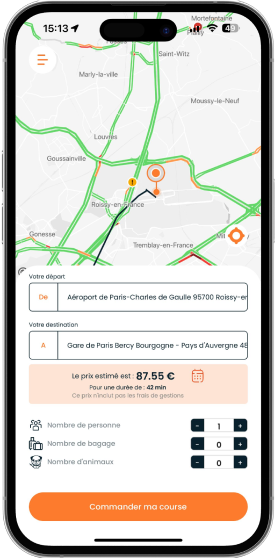 15:13
49
Mortefontaine
Plailly
Saint-Witz
Marly-la-ville
Moussy-le-Neuf
Louvres
Goussainville
Roissy-en-France
Gonesse
Tremblay-en-France
Votre départ
De
Aéroport de Paris-Charles de Gaulle 95700 Roissy-er
Votre destination
A
Gare de Paris Bercy Bourgogne - Pays d'Auvergne 48
Le prix estimé est : 87.55 €
Pour une durée de : 42 min
Ce prix n'inclut pas les frais de gestions
Nombre de personne - 1 +
Nombre de bagage - 0 +
Nombre d'animaux - 0 +
Commander ma course